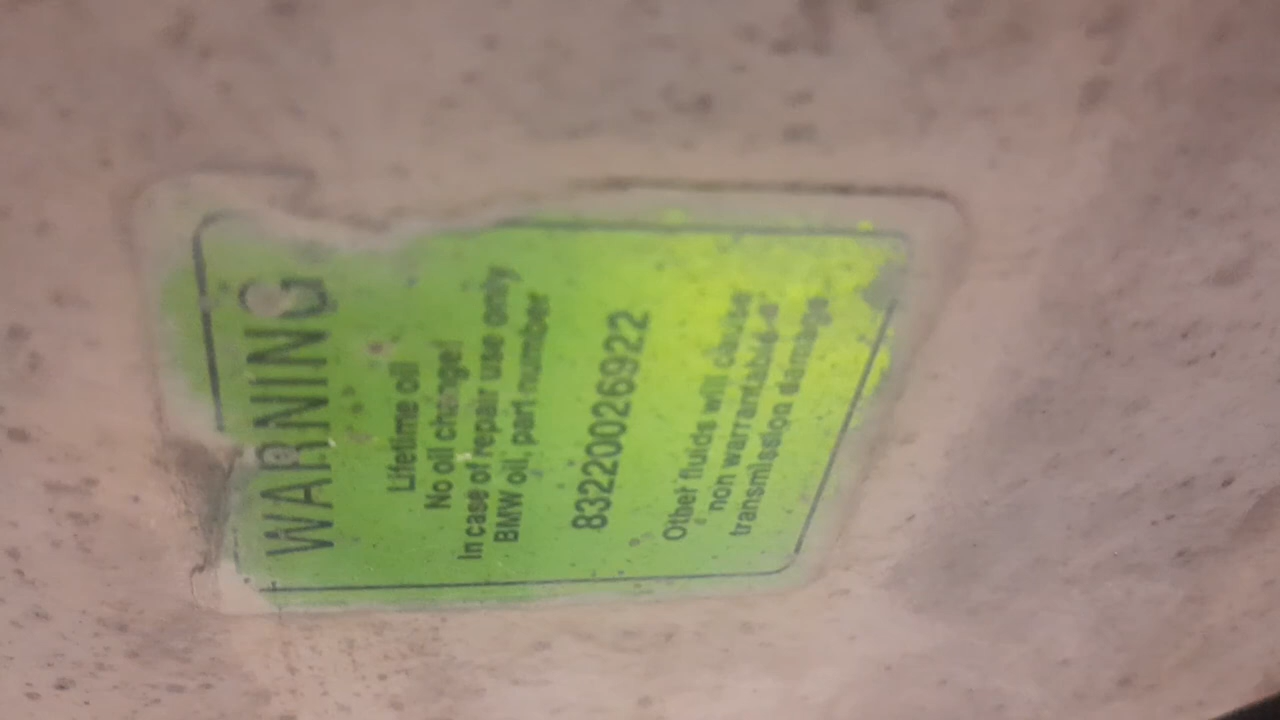 WARNING
Lifetime oil
No oil change!
In case of repair use only
BMW oil, part number
83220026922
Other fluids will cause
non warrantable
transmission damage